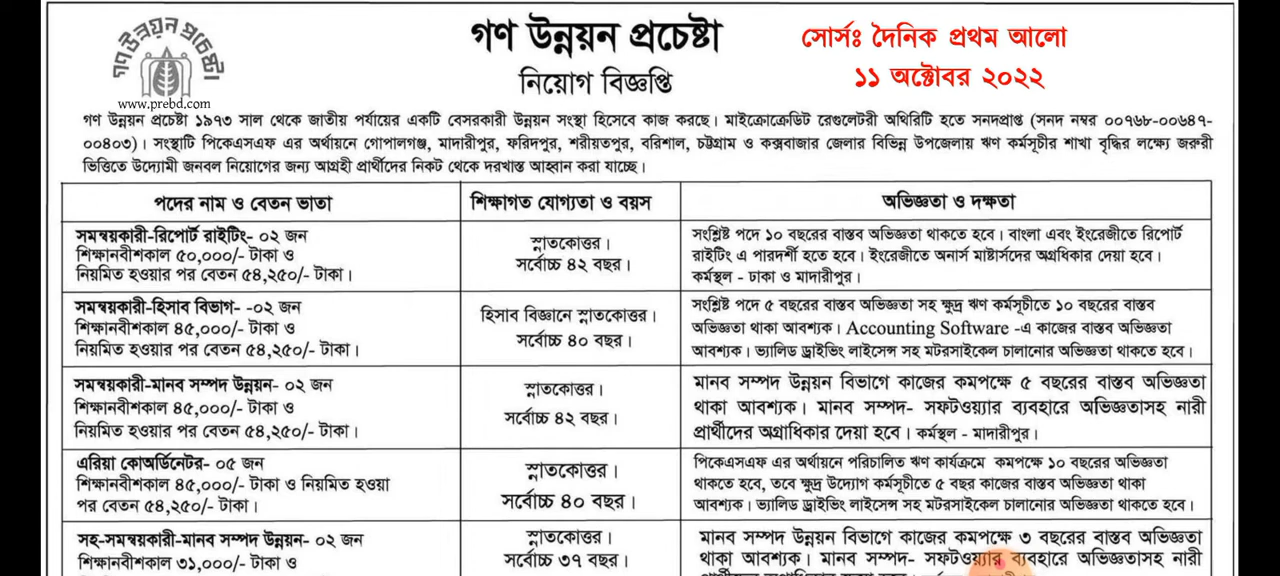 গণ উন্নয়ন প্রচেষ্টা
www.prebd.com
গণ উন্নয়ন প্রচেষ্টা
নিয়োগ বিজ্ঞপ্তি
সোর্সঃ দৈনিক প্রথম আলো
১১ অক্টোবর ২০২২
গণ উন্নয়ন প্রচেষ্টা ১৯৭৩ সাল থেকে জাতীয় পর্যায়ের একটি বেসরকারী উন্নয়ন সংস্থা হিসেবে কাজ করছে। মাইক্রোক্রেডিট রেগুলেটরী অথিরিটি হতে সনদপ্রাপ্ত (সনদ নম্বর ০০৭৬৮-০০৬৪৭-
০০৪০৩)। সংস্থাটি পিকেএসএফ এর অর্থায়নে গোপালগঞ্জ, মাদারীপুর, ফরিদপুর, শরীয়তপুর, বরিশাল, চট্টগ্রাম ও কক্সবাজার জেলার বিভিন্ন উপজেলায় ঋণ কর্মসূচীর শাখা বৃদ্ধির লক্ষ্যে জরুরী
ভিত্তিতে উদ্যোমী জনবল নিয়োগের জন্য আগ্রহী প্রার্থীদের নিকট থেকে দরখাস্ত আহ্বান করা যাচ্ছে।
পদের নাম ও বেতন ভাতা
শিক্ষাগত যোগ্যতা ও বয়স
অভিজ্ঞতা ও দক্ষতা
সমন্বয়কারী-রিপোর্ট রাইটিং- ০২ জন
শিক্ষানবীশকাল ৫০,০০০/- টাকা ও
নিয়মিত হওয়ার পর বেতন ৫৪,২৫০/- টাকা।
স্নাতকোত্তর।
সর্বোচ্চ ৪২ বছর।
সংশ্লিষ্ট পদে ১০ বছরের বাস্তব অভিজ্ঞতা থাকতে হবে। বাংলা এবং ইংরেজীতে রিপোর্ট
রাইটিং এ পারদর্শী হতে হবে। ইংরেজীতে অনার্স মাষ্টার্সদের অগ্রধিকার দেয়া হবে।
কর্মস্থল - ঢাকা ও মাদারীপুর।
সমন্বয়কারী-হিসাব বিভাগ- -০২ জন
শিক্ষানবীশকাল ৪৫,০০০/- টাকা ও
নিয়মিত হওয়ার পর বেতন ৫৪,২৫০/- টাকা।
হিসাব বিজ্ঞানে স্নাতকোত্তর।
সর্বোচ্চ ৪০ বছর।
সংশ্লিষ্ট পদে ৫ বছরের বাস্তব অভিজ্ঞতা সহ ক্ষুদ্র ঋণ কর্মসূচীতে ১০ বছরের বাস্তব
অভিজ্ঞতা থাকা আবশ্যক। Accounting Software -এ কাজের বাস্তব অভিজ্ঞতা
আবশ্যক। ভ্যালিড ড্রাইভিং লাইসেন্স সহ মটরসাইকেল চালানোর অভিজ্ঞতা থাকতে হবে।
সমন্বয়কারী-মানব সম্পদ উন্নয়ন- ০২ জন
শিক্ষানবীশকাল ৪৫,০০০/- টাকা ও
নিয়মিত হওয়ার পর বেতন ৫৪,২৫০/- টাকা।
স্নাতকোত্তর।
সর্বোচ্চ ৪২ বছর।
মানব সম্পদ উন্নয়ন বিভাগে কাজের কমপক্ষে ৫ বছরের বাস্তব অভিজ্ঞতা
থাকা আবশ্যক। মানব সম্পদ- সফটওয়্যার ব্যবহারে অভিজ্ঞতাসহ নারী
প্রার্থীদের অগ্রাধিকার দেয়া হবে। কর্মস্থল - মাদারীপুর।
এরিয়া কোঅর্ডিনেটর- ০৫ জন
শিক্ষানবীশকাল ৪৫,০০০/- টাকা ও নিয়মিত হওয়া
পর বেতন ৫৪,২৫০/- টাকা।
স্নাতকোত্তর।
সর্বোচ্চ ৪০ বছর।
পিকেএসএফ এর অর্থায়নে পরিচালিত ঋণ কার্যক্রমে কমপক্ষে ১০ বছরের অভিজ্ঞতা
থাকতে হবে, তবে ক্ষুদ্র উদ্যোগ কর্মসূচীতে ৫ বছর কাজের বাস্তব অভিজ্ঞতা থাকা
আবশ্যক। ভ্যালিড ড্রাইভিং লাইসেন্স সহ মটরসাইকেল চালানোর অভিজ্ঞতা থাকতে হবে।
সহ-সমন্বয়কারী-মানব সম্পদ উন্নয়ন- ০২ জন
শিক্ষানবীশকাল ৩১,০০০/- টাকা ও
স্নাতকোত্তর।
সর্বোচ্চ ৩৭ বছর।
মানব সম্পদ উন্নয়ন বিভাগে কাজের কমপক্ষে ৩ বছরের বাস্তব অভিজ্ঞতা
থাকা আবশ্যক। মানব সম্পদ- সফটওয়্যার ব্যবহারে অভিজ্ঞতাসহ নারী